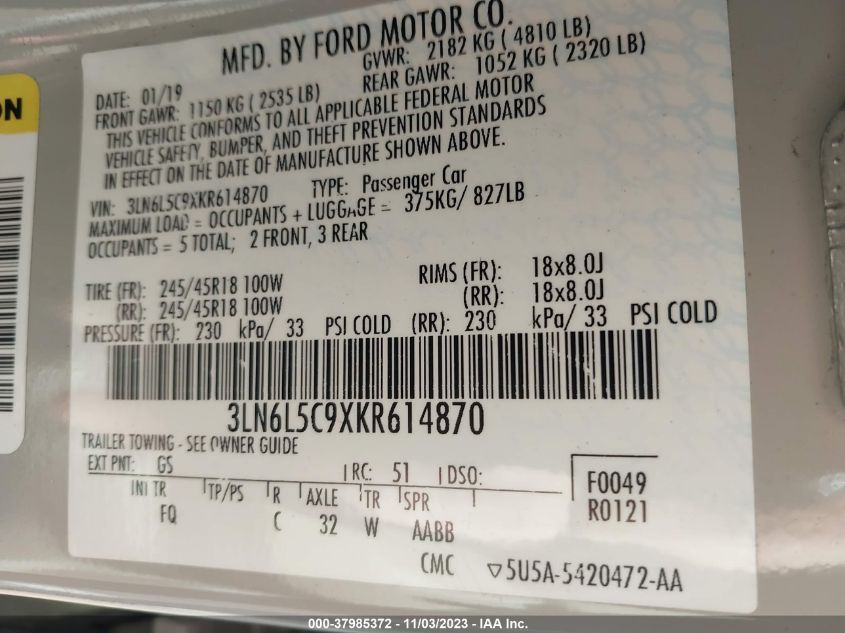 MFD. BY FORD MOTOR CO.
DATE: 01/19 GVWR: 2182 KG ( 4810 LB)
FRONT GAWR: 1150 KG ( 2535 LB) REAR GAWR: 1052 KG ( 2320 LB)
THIS VEHICLE CONFORMS TO ALL APPLICABLE FEDERAL MOTOR
VEHICLE SAFETY, BUMPER, AND THEFT PREVENTION STANDARDS
IN EFFECT ON THE DATE OF MANUFACTURE SHOWN ABOVE.
VIN: 3LN6L5C9XKR614870 TYPE: Passenger Car
MAXIMUM LOAD = OCCUPANTS + LUGGAGE = 375KG/ 827LB
OCCUPANTS = 5 TOTAL; 2 FRONT, 3 REAR
TIRE (FR): 245/45R18 100W RIMS (FR): 18x8.0J
(RR): 245/45R18 100W (RR): 18x8.0J
PRESSURE (FR): 230 kPa/ 33 PSI COLD (RR): 230 kPa/ 33 PSI COLD
3LN6L5C9XKR614870
TRAILER TOWING - SEE OWNER GUIDE
EXT PNT: GS RC: 51 DSO: F0049
INT TR TP/PS R AXLE TR SPR R0121
FQ C 32 W AABB
CMC ▽5U5A-5420472-AA
ON
000-37985372 — 11/03/2023 - IAA Inc.